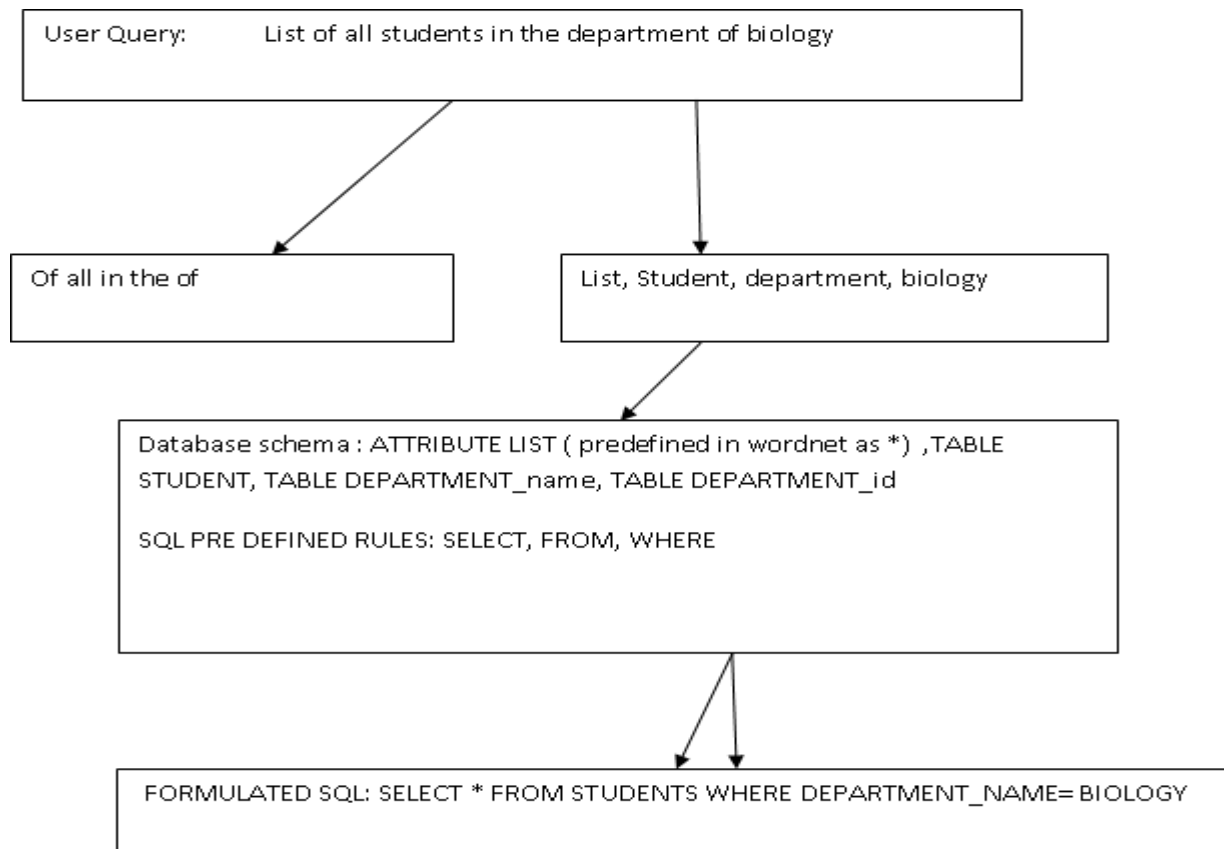 User Query: List of all students in the department of biology
Of all in the of
List, Student, department, biology
Database schema : ATTRIBUTE LIST ( predefined in wordnet as *) ,TABLE
STUDENT, TABLE DEPARTMENT_name, TABLE DEPARTMENT_id
SQL PRE DEFINED RULES: SELECT, FROM, WHERE
FORMULATED SQL: SELECT * FROM STUDENTS WHERE DEPARTMENT_NAME= BIOLOGY